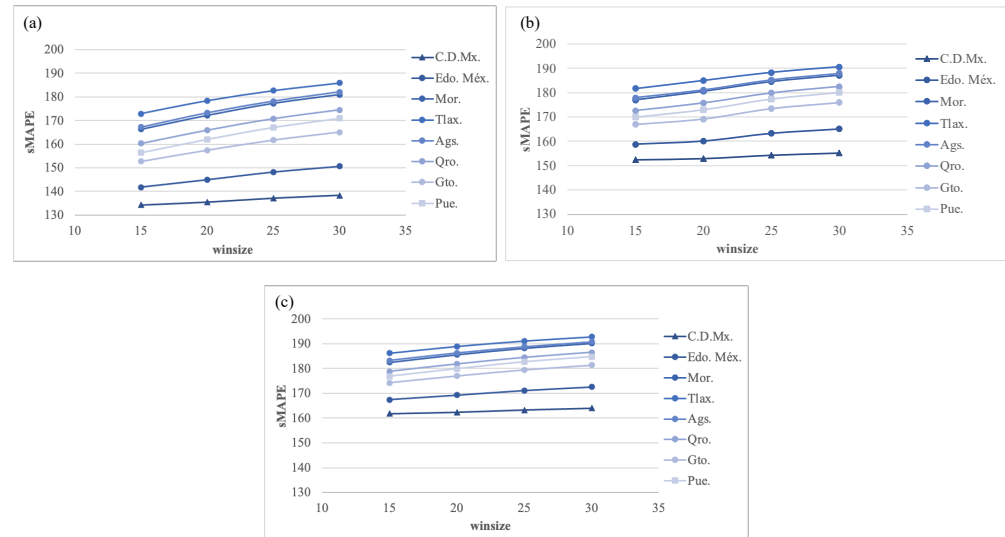 (a)
200
190
180
170
160
150
140
130
sMAPE
10 15 20 25 30 35
winsize
C.D.Mx.
Edo. Méx.
Mor.
Tlax.
Ags.
Qro.
Gto.
Pue.
(b)
200
190
180
170
160
150
140
130
sMAPE
10 15 20 25 30 35
winsize
C.D.Mx.
Edo. Méx.
Mor.
Tlax.
Ags.
Qro.
Gto.
Pue.
(c)
200
190
180
170
160
150
140
130
sMAPE
10 15 20 25 30 35
winsize
C.D.Mx.
Edo. Méx.
Mor.
Tlax.
Ags.
Qro.
Gto.
Pue.